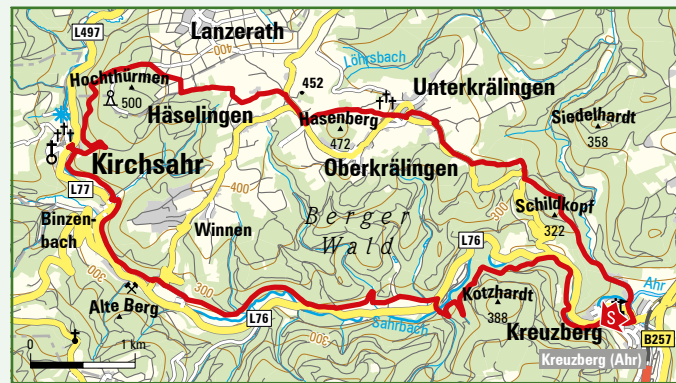 L497
Lanzerath
400
Löhrsbach
Hochthürmen
500
452
Unterkrälingen
Häselingen
Hasenberg
472
Siedelhardt
358
Kirchsahr
Oberkrälingen
L77
400
300
Schildkopf
322
Binzen-
bach
Winnen
Berger
Wald
L76
300
300
Alte Berg
L76
300
Sahrbach
Kotzhardt
388
Kreuzberg
Ahr
S
B257
Kreuzberg (Ahr)
0
1 km